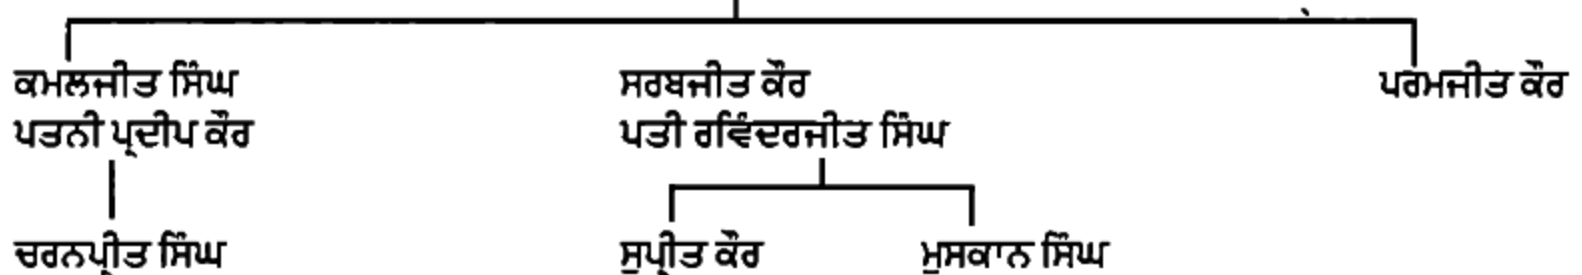 ਕਮਲਜੀਤ ਸਿੰਘ
ਪਤਨੀ ਪ੍ਰਦੀਪ ਕੌਰ
ਸਰਬਜੀਤ ਕੌਰ
ਪਤੀ ਰਵਿੰਦਰਜੀਤ ਸਿੰਘ
ਪਰਮਜੀਤ ਕੌਰ
ਚਰਨਪ੍ਰੀਤ ਸਿੰਘ
ਸੁਪ੍ਰੀਤ ਕੌਰ
ਮੁਸਕਾਨ ਸਿੰਘ